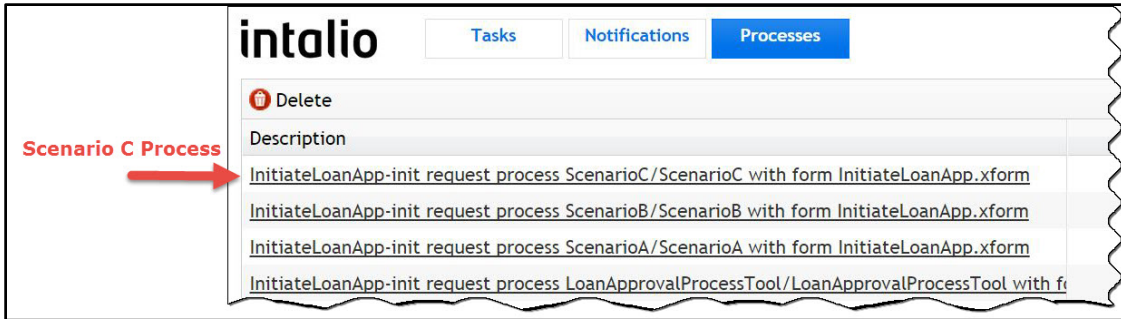 intalio
Tasks
Notifications
Processes
Delete
Description
Scenario C Process
InitiateLoanApp-init request process ScenarioC/ScenarioC with form InitiateLoanApp.xform
InitiateLoanApp-init request process ScenarioB/ScenarioB with form InitiateLoanApp.xform
InitiateLoanApp-init request process ScenarioA/ScenarioA with form InitiateLoanApp.xform
InitiateLoanApp-init request process LoanApprovalProcessTool/LoanApprovalProcessTool with